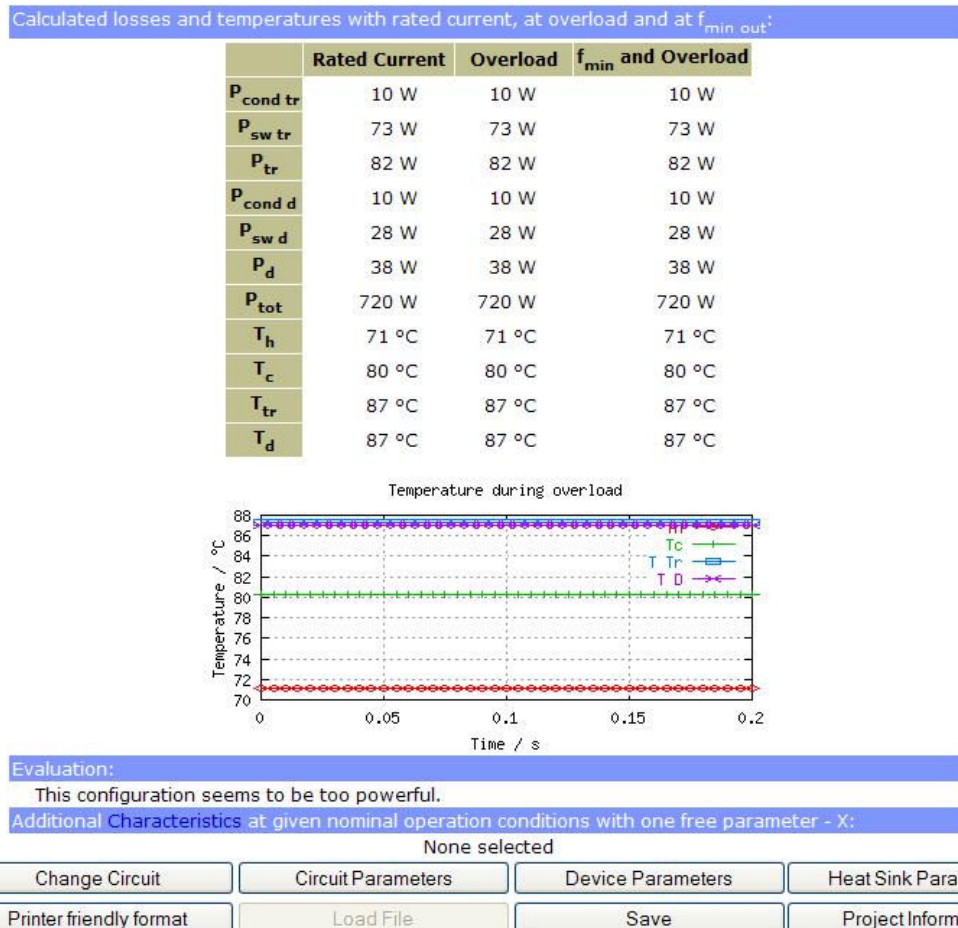 Calculated losses and temperatures with rated current, at overload and at fmin out:
Rated Current Overload fmin and Overload
Pcond tr 10 W 10 W 10 W
Psw tr 73 W 73 W 73 W
Ptr 82 W 82 W 82 W
Pcond d 10 W 10 W 10 W
Psw d 28 W 28 W 28 W
Pd 38 W 38 W 38 W
Ptot 720 W 720 W 720 W
Th 71 °C 71 °C 71 °C
Tc 80 °C 80 °C 80 °C
Ttr 87 °C 87 °C 87 °C
Td 87 °C 87 °C 87 °C
Temperature during overload
Temperature / °C
88
86
84
82
80
78
76
74
72
70
Tc
T Tr
T D
0 0.05 0.1 0.15 0.2
Time / s
Evaluation:
This configuration seems to be too powerful.
Additional Characteristics at given nominal operation conditions with one free parameter - X:
None selected
Change Circuit Circuit Parameters Device Parameters Heat Sink Para
Printer friendly format Load File Save Project Inform